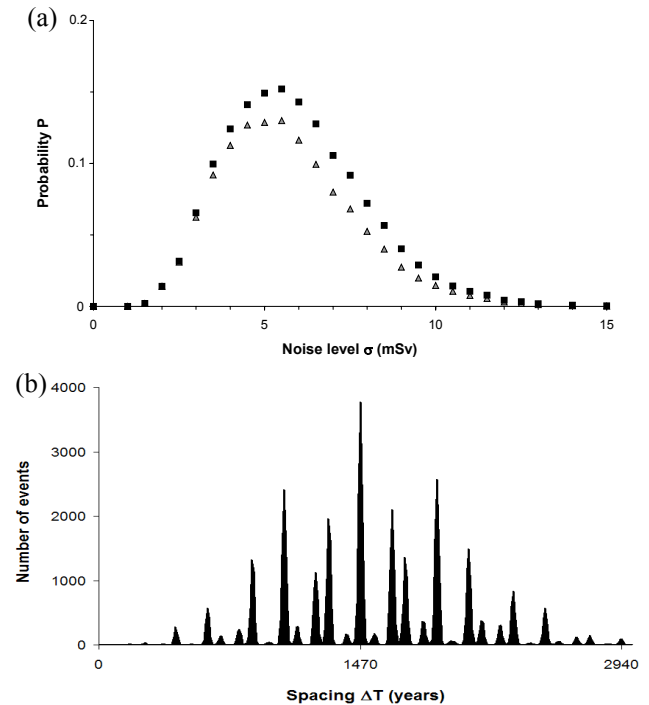 (a)
0.2
0.1
0
Probability P
0 5 10 15
Noise level σ (mSv)
(b)
4000
3000
2000
1000
0
Number of events
0 1470 2940
Spacing ΔT (years)